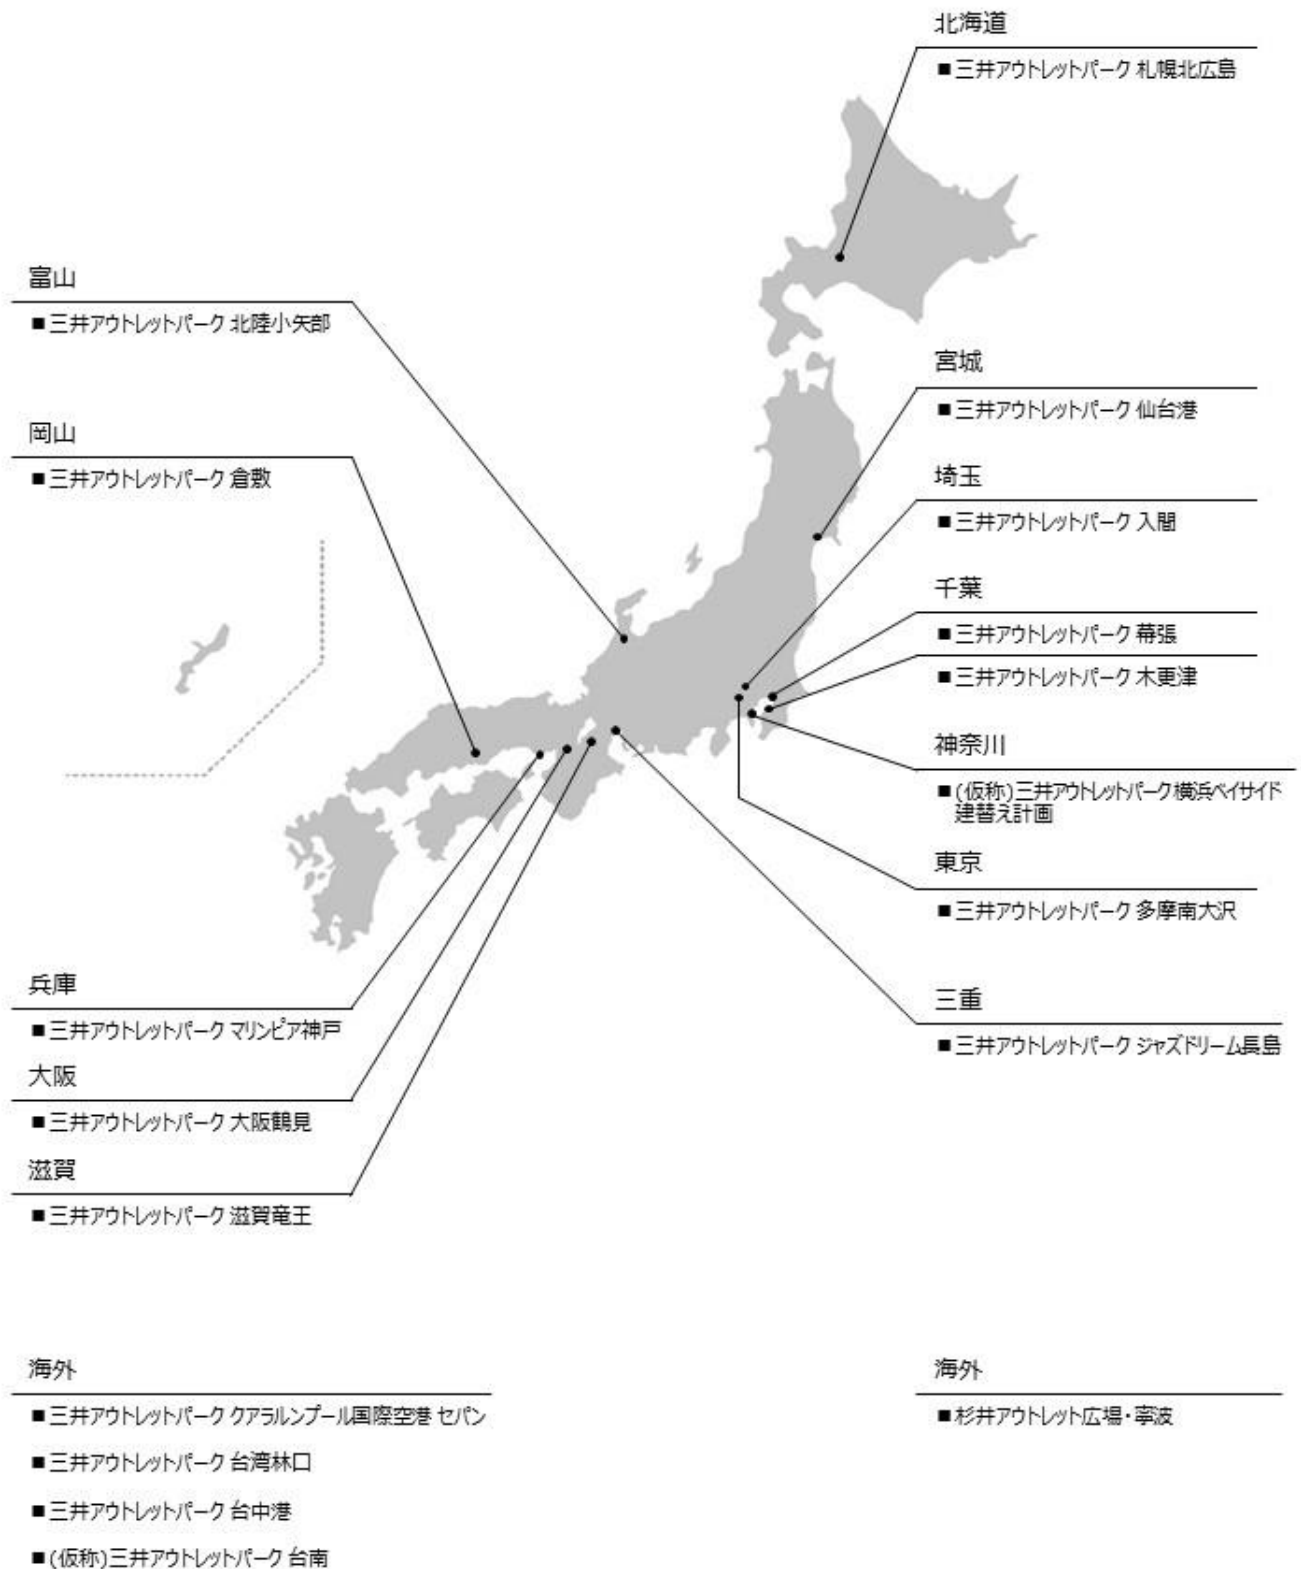 北海道
■三井アウトレットパーク 札幌北広島
富山
■三井アウトレットパーク 北陸小矢部
宮城
■三井アウトレットパーク 仙台港
岡山
■三井アウトレットパーク 倉敷
埼玉
■三井アウトレットパーク 入間
千葉
■三井アウトレットパーク 幕張
■三井アウトレットパーク 木更津
神奈川
■(仮称)三井アウトレットパーク横浜ベイサイド
建替え計画
東京
■三井アウトレットパーク 多摩南大沢
兵庫
■三井アウトレットパーク マリンピア神戸
三重
■三井アウトレットパーク ジャズドリーム長島
大阪
■三井アウトレットパーク 大阪鶴見
滋賀
■三井アウトレットパーク 滋賀竜王
海外
■三井アウトレットパーク クアラルンプール国際空港 セパン
■三井アウトレットパーク 台湾林口
■三井アウトレットパーク 台中港
■(仮称)三井アウトレットパーク 台南
海外
■杉井アウトレット広場・寧波